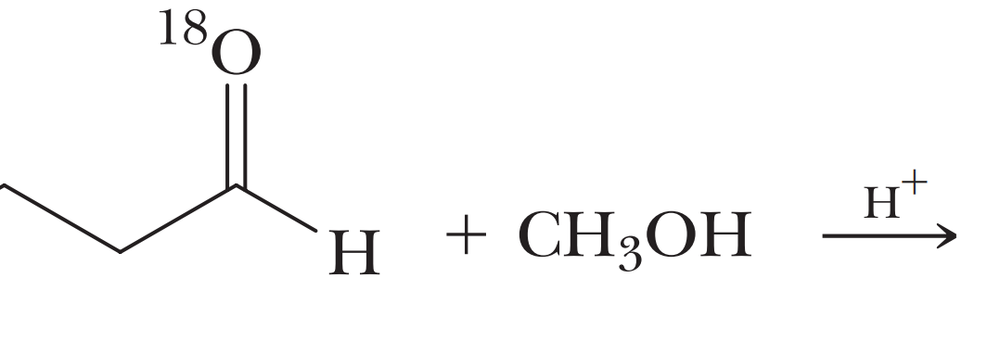 ¹⁸O
H + CH₃OH H⁺